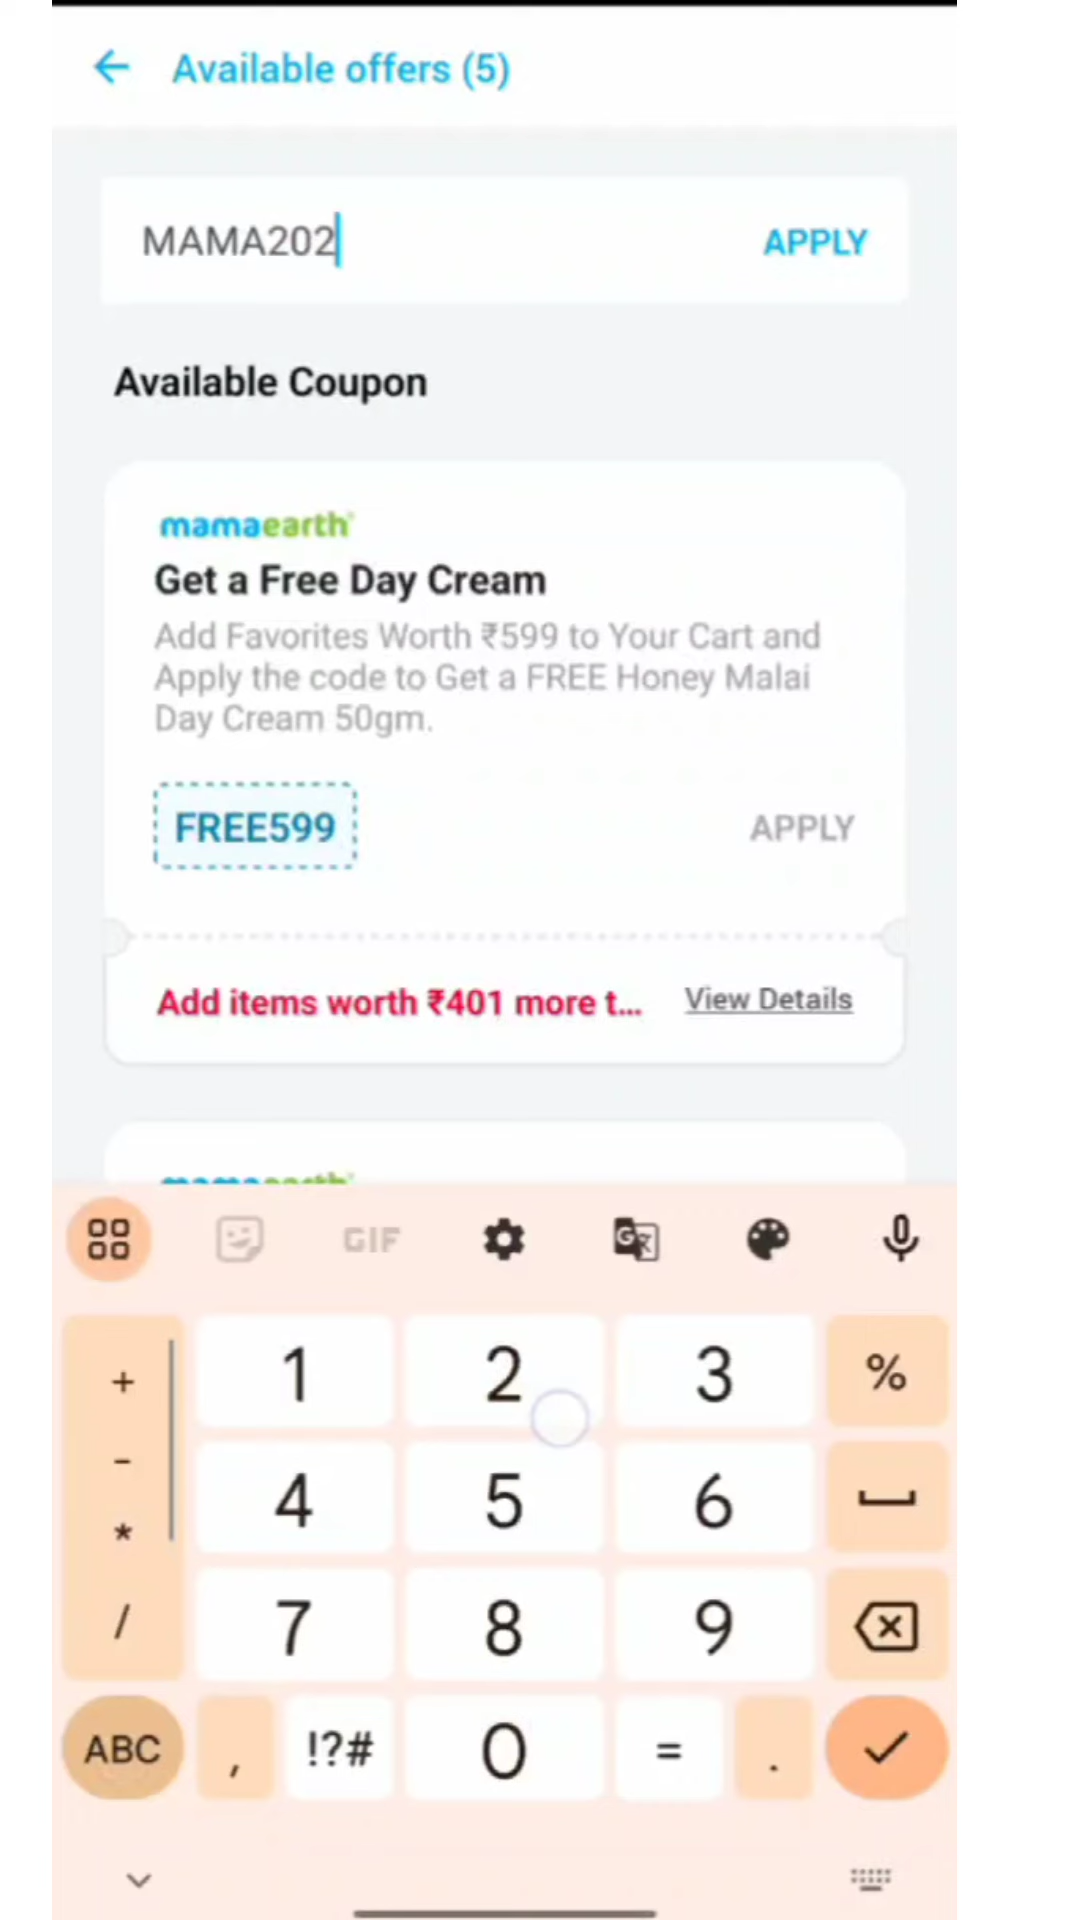 Available offers (5)
MAMA202
APPLY
Available Coupon
mamaearth
Get a Free Day Cream
Add Favorites Worth ₹599 to Your Cart and
Apply the code to Get a FREE Honey Malai
Day Cream 50gm.
FREE599
APPLY
Add items worth ₹401 more t...
View Details
mamaearth
GIF
+ 1 2 3 %
-
4 5 6
*
/ 7 8 9
ABC , !?# 0 = .